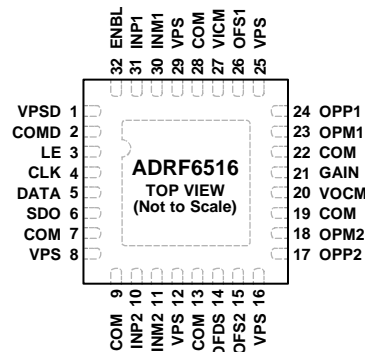 32 ENBL
31 INP1
30 INM1
29 VPS
28 COM
27 VICM
26 OFS1
25 VPS
VPSD 1
COMD 2
LE 3
CLK 4
DATA 5
SDO 6
COM 7
VPS 8
ADRF6516
TOP VIEW
(Not to Scale)
24 OPP1
23 OPM1
22 COM
21 GAIN
20 VOCM
19 COM
18 OPM2
17 OPP2
COM 9
INP2 10
INM2 11
VPS 12
COM 13
OFDS 14
OFS2 15
VPS 16